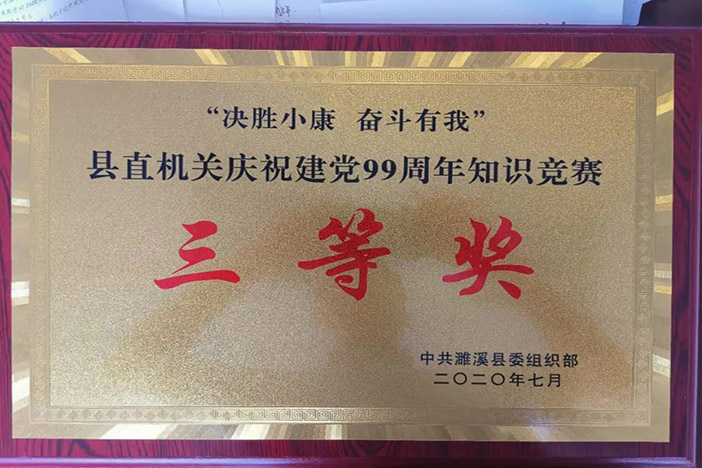 “决胜小康 奋斗有我”
县直机关庆祝建党99周年知识竞赛
三等奖
中共濉溪县委组织部
二〇二〇年七月